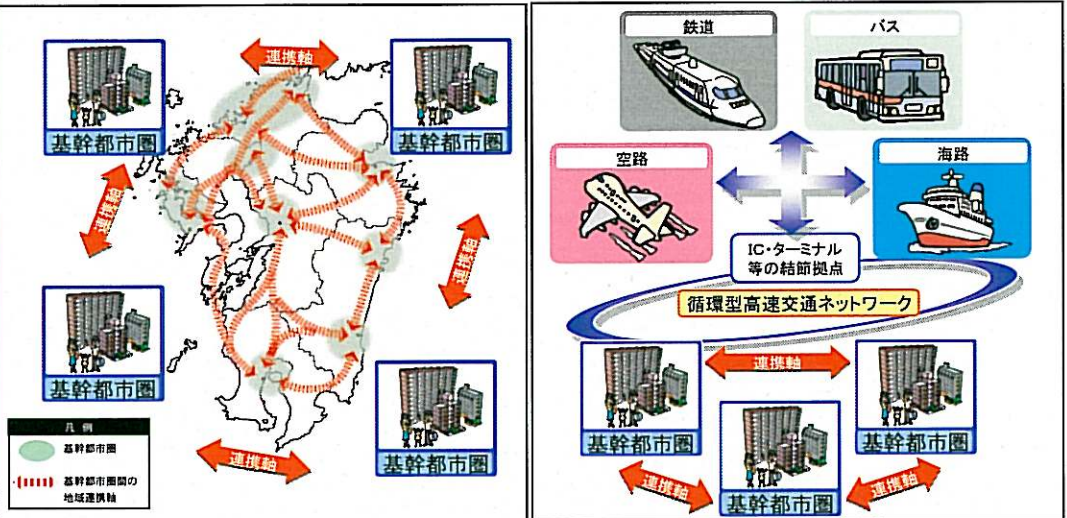 連携軸
基幹都市圏
基幹都市圏
連携軸
連携軸
基幹都市圏
基幹都市圏
連携軸
凡例
基幹都市圏
基幹都市圏間の
地域連携軸
鉄道
バス
空路
海路
IC・ターミナル
等の結節拠点
循環型高速交通ネットワーク
連携軸
基幹都市圏
基幹都市圏
基幹都市圏
連携軸
連携軸